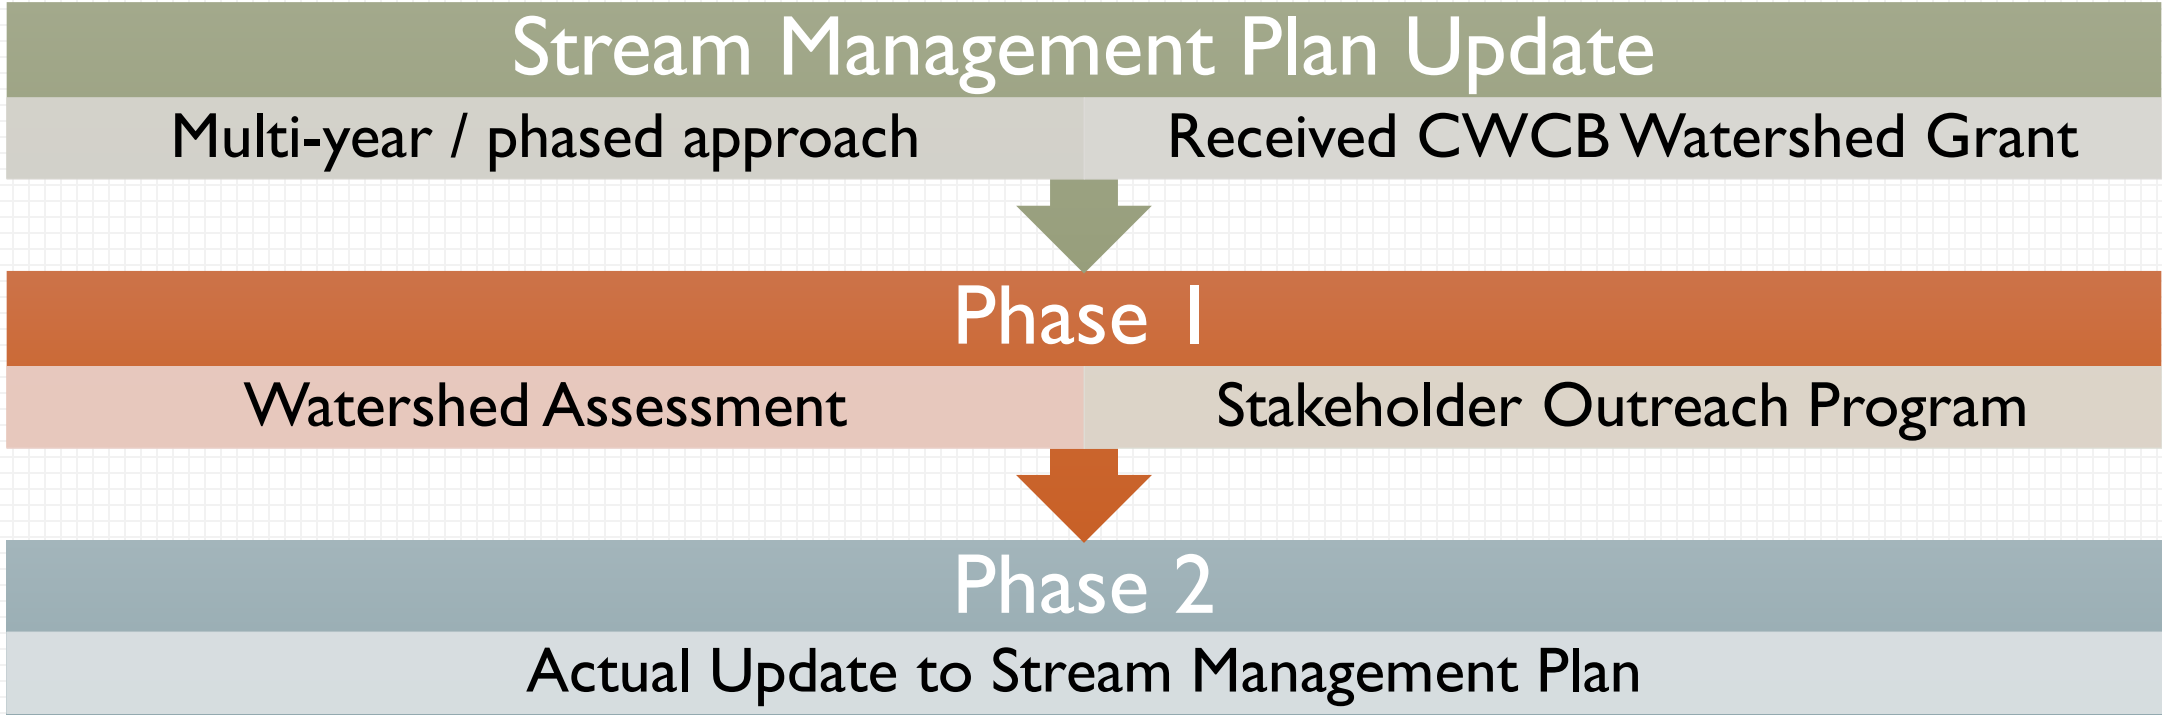 Stream Management Plan Update
Multi-year / phased approach
Received CWCB Watershed Grant
Phase 1
Watershed Assessment
Stakeholder Outreach Program
Phase 2
Actual Update to Stream Management Plan